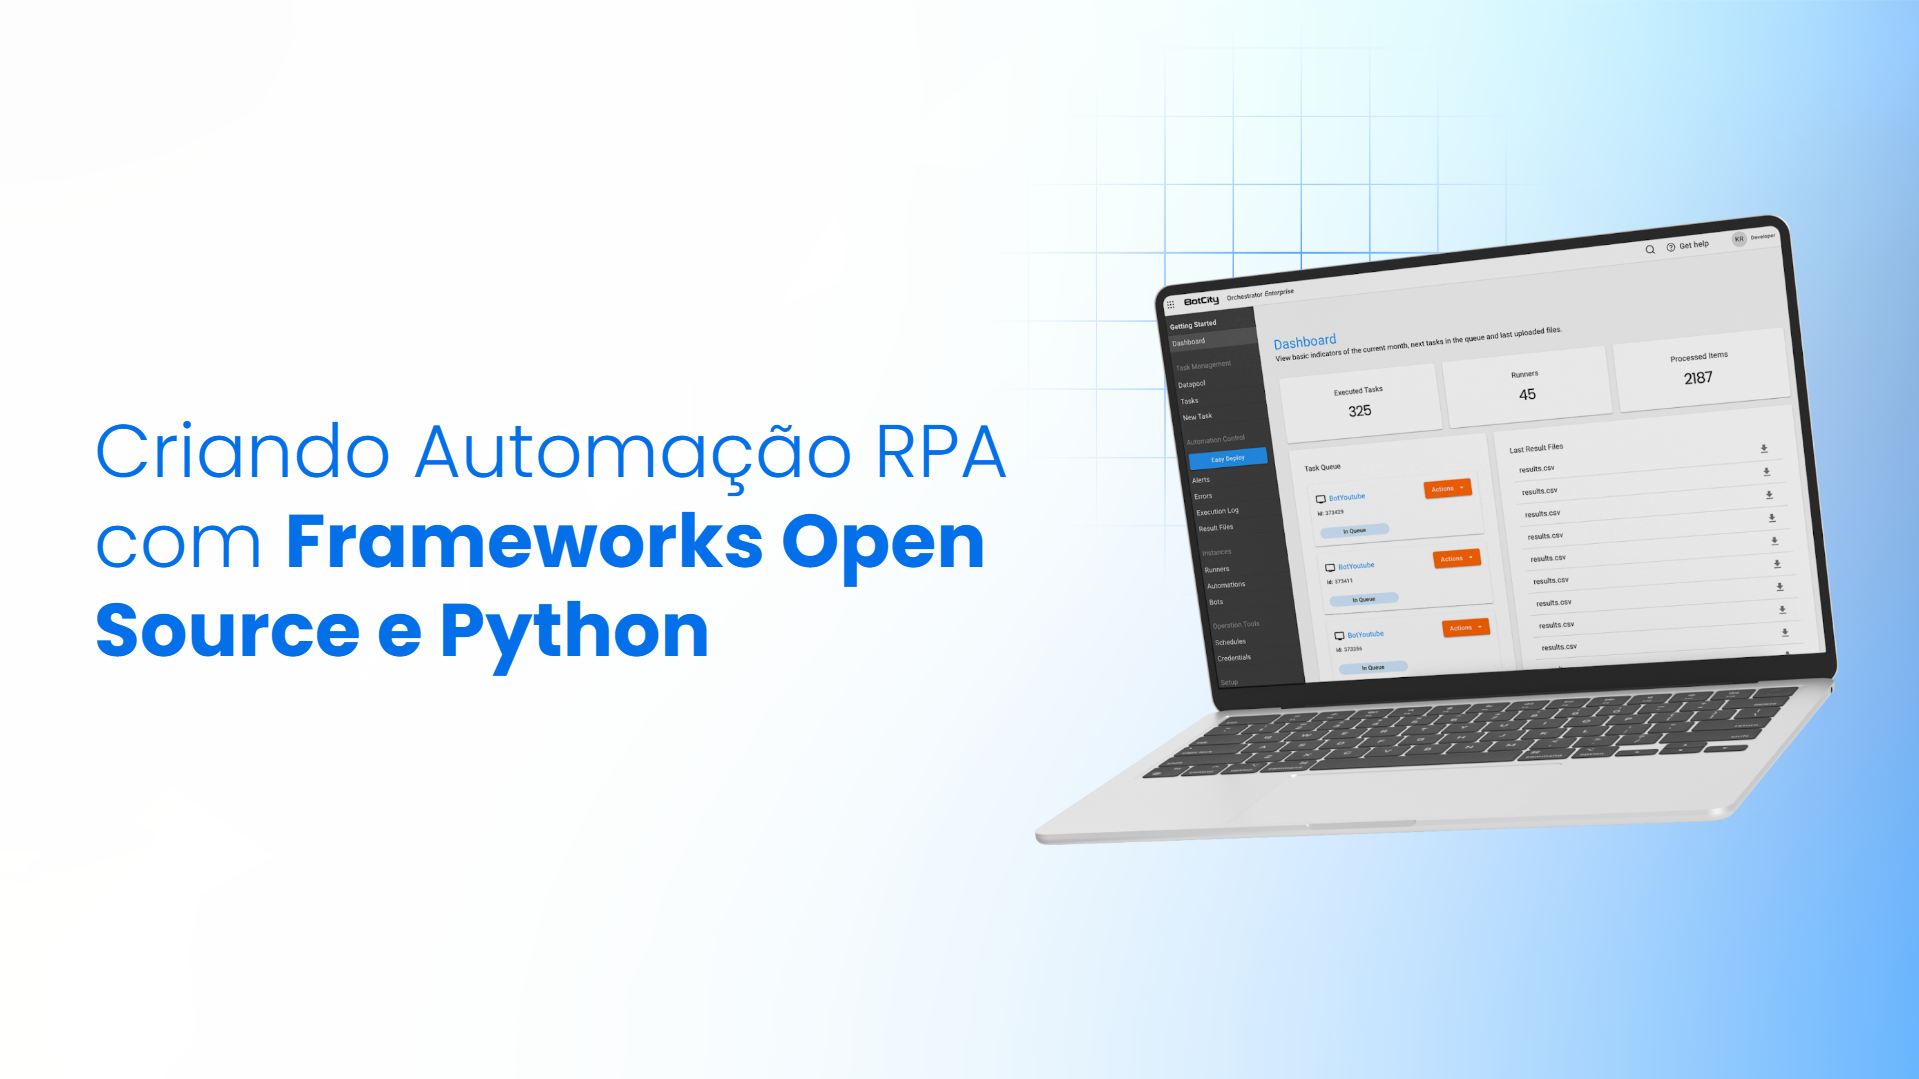 Criando Automação RPA
com Frameworks Open
Source e Python
BotCity Orchestrator Enterprise
Get help
KR Developer
Getting Started
Dashboard
Task Management
Datapool
Tasks
New Task
Automation Control
Easy Deploy
Alerts
Errors
Execution Log
Result Files
Instances
Runners
Automations
Bots
Operation Tools
Schedules
Credentials
Setup
Dashboard
View basic indicators of the current month, next tasks in the queue and last uploaded files.
Executed Tasks
325
Runners
45
Processed Items
2187
Task Queue
BotYoutube
Actions
Id: 373429
In Queue
BotYoutube
Actions
Id: 373411
In Queue
BotYoutube
Actions
In Queue
Last Result Files
results.csv
results.csv
results.csv
results.csv
results.csv
results.csv
results.csv
results.csv
results.csv